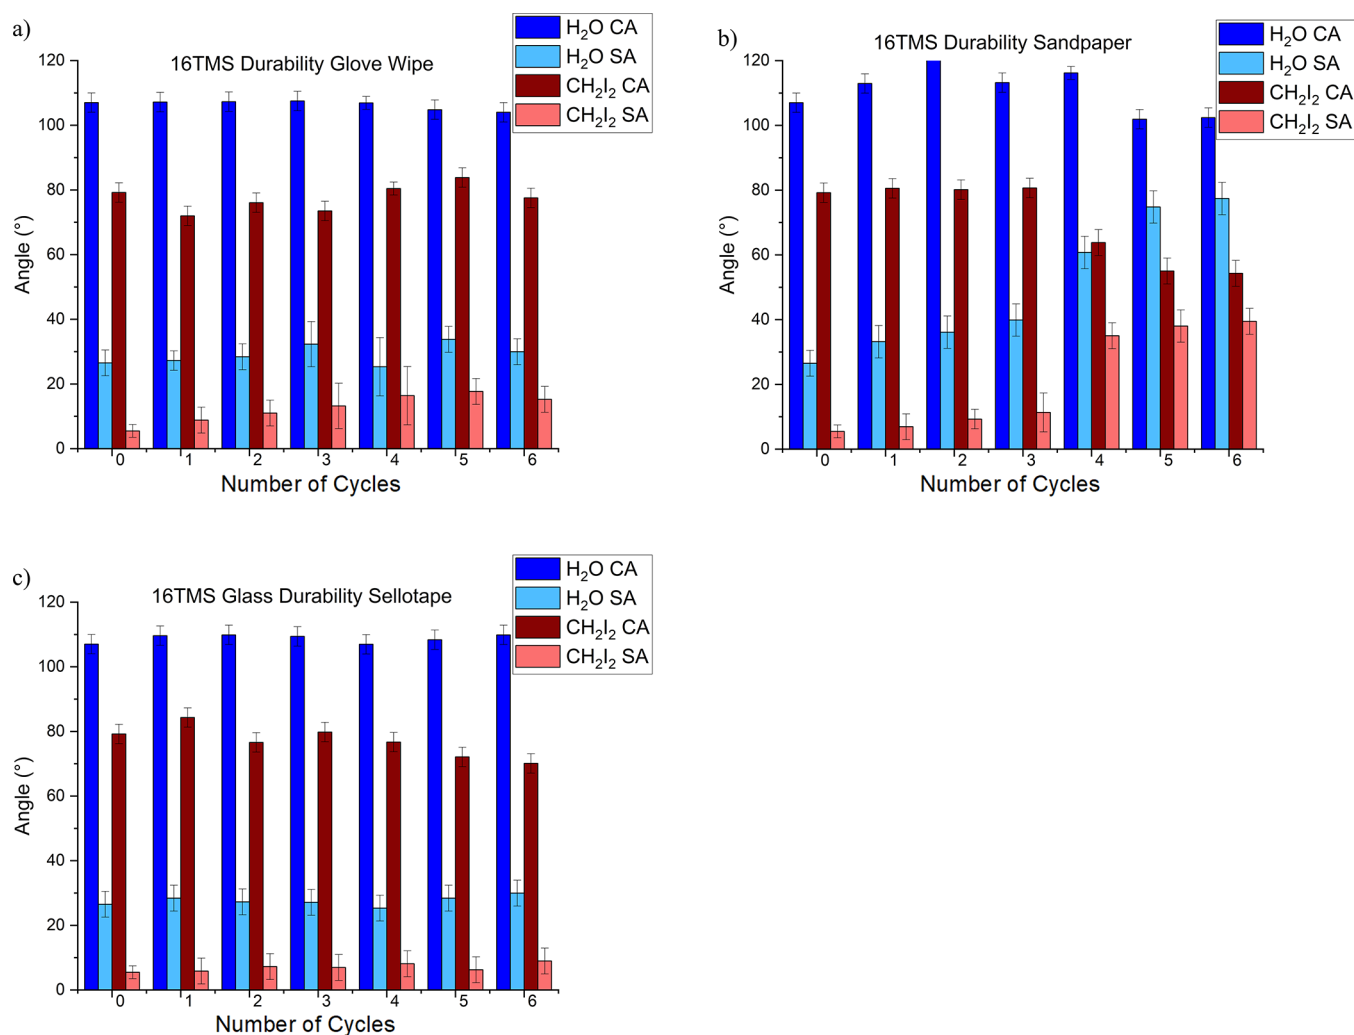 a)
16TMS Durability Glove Wipe
H₂O CA
H₂O SA
CH₂I₂ CA
CH₂I₂ SA
120
100
80
60
40
20
0
Angle (°)
0 1 2 3 4 5 6
Number of Cycles
b)
16TMS Durability Sandpaper
H₂O CA
H₂O SA
CH₂I₂ CA
CH₂I₂ SA
120
100
80
60
40
20
0
Angle (°)
0 1 2 3 4 5 6
Number of Cycles
c)
16TMS Glass Durability Sellotape
H₂O CA
H₂O SA
CH₂I₂ CA
CH₂I₂ SA
120
100
80
60
40
20
0
Angle (°)
0 1 2 3 4 5 6
Number of Cycles